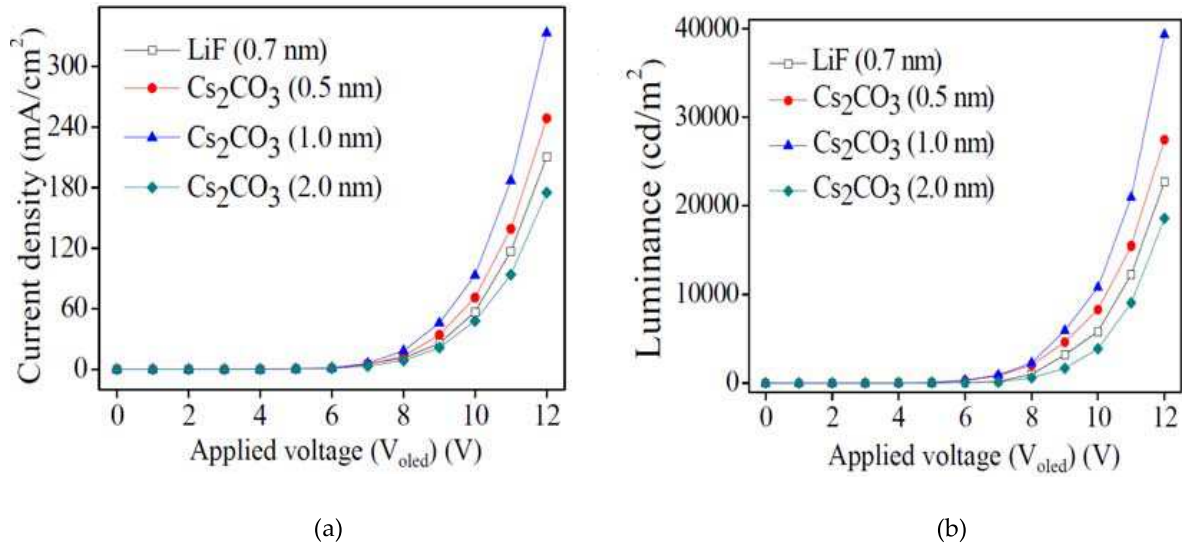 LiF (0.7 nm)
Cs2CO3 (0.5 nm)
Cs2CO3 (1.0 nm)
Cs2CO3 (2.0 nm)
Current density (mA/cm2)
300
240
180
120
60
0
0 2 4 6 8 10 12
Applied voltage (Voled) (V)
(a)
LiF (0.7 nm)
Cs2CO3 (0.5 nm)
Cs2CO3 (1.0 nm)
Cs2CO3 (2.0 nm)
Luminance (cd/m2)
40000
30000
20000
10000
0
0 2 4 6 8 10 12
Applied voltage (Voled) (V)
(b)